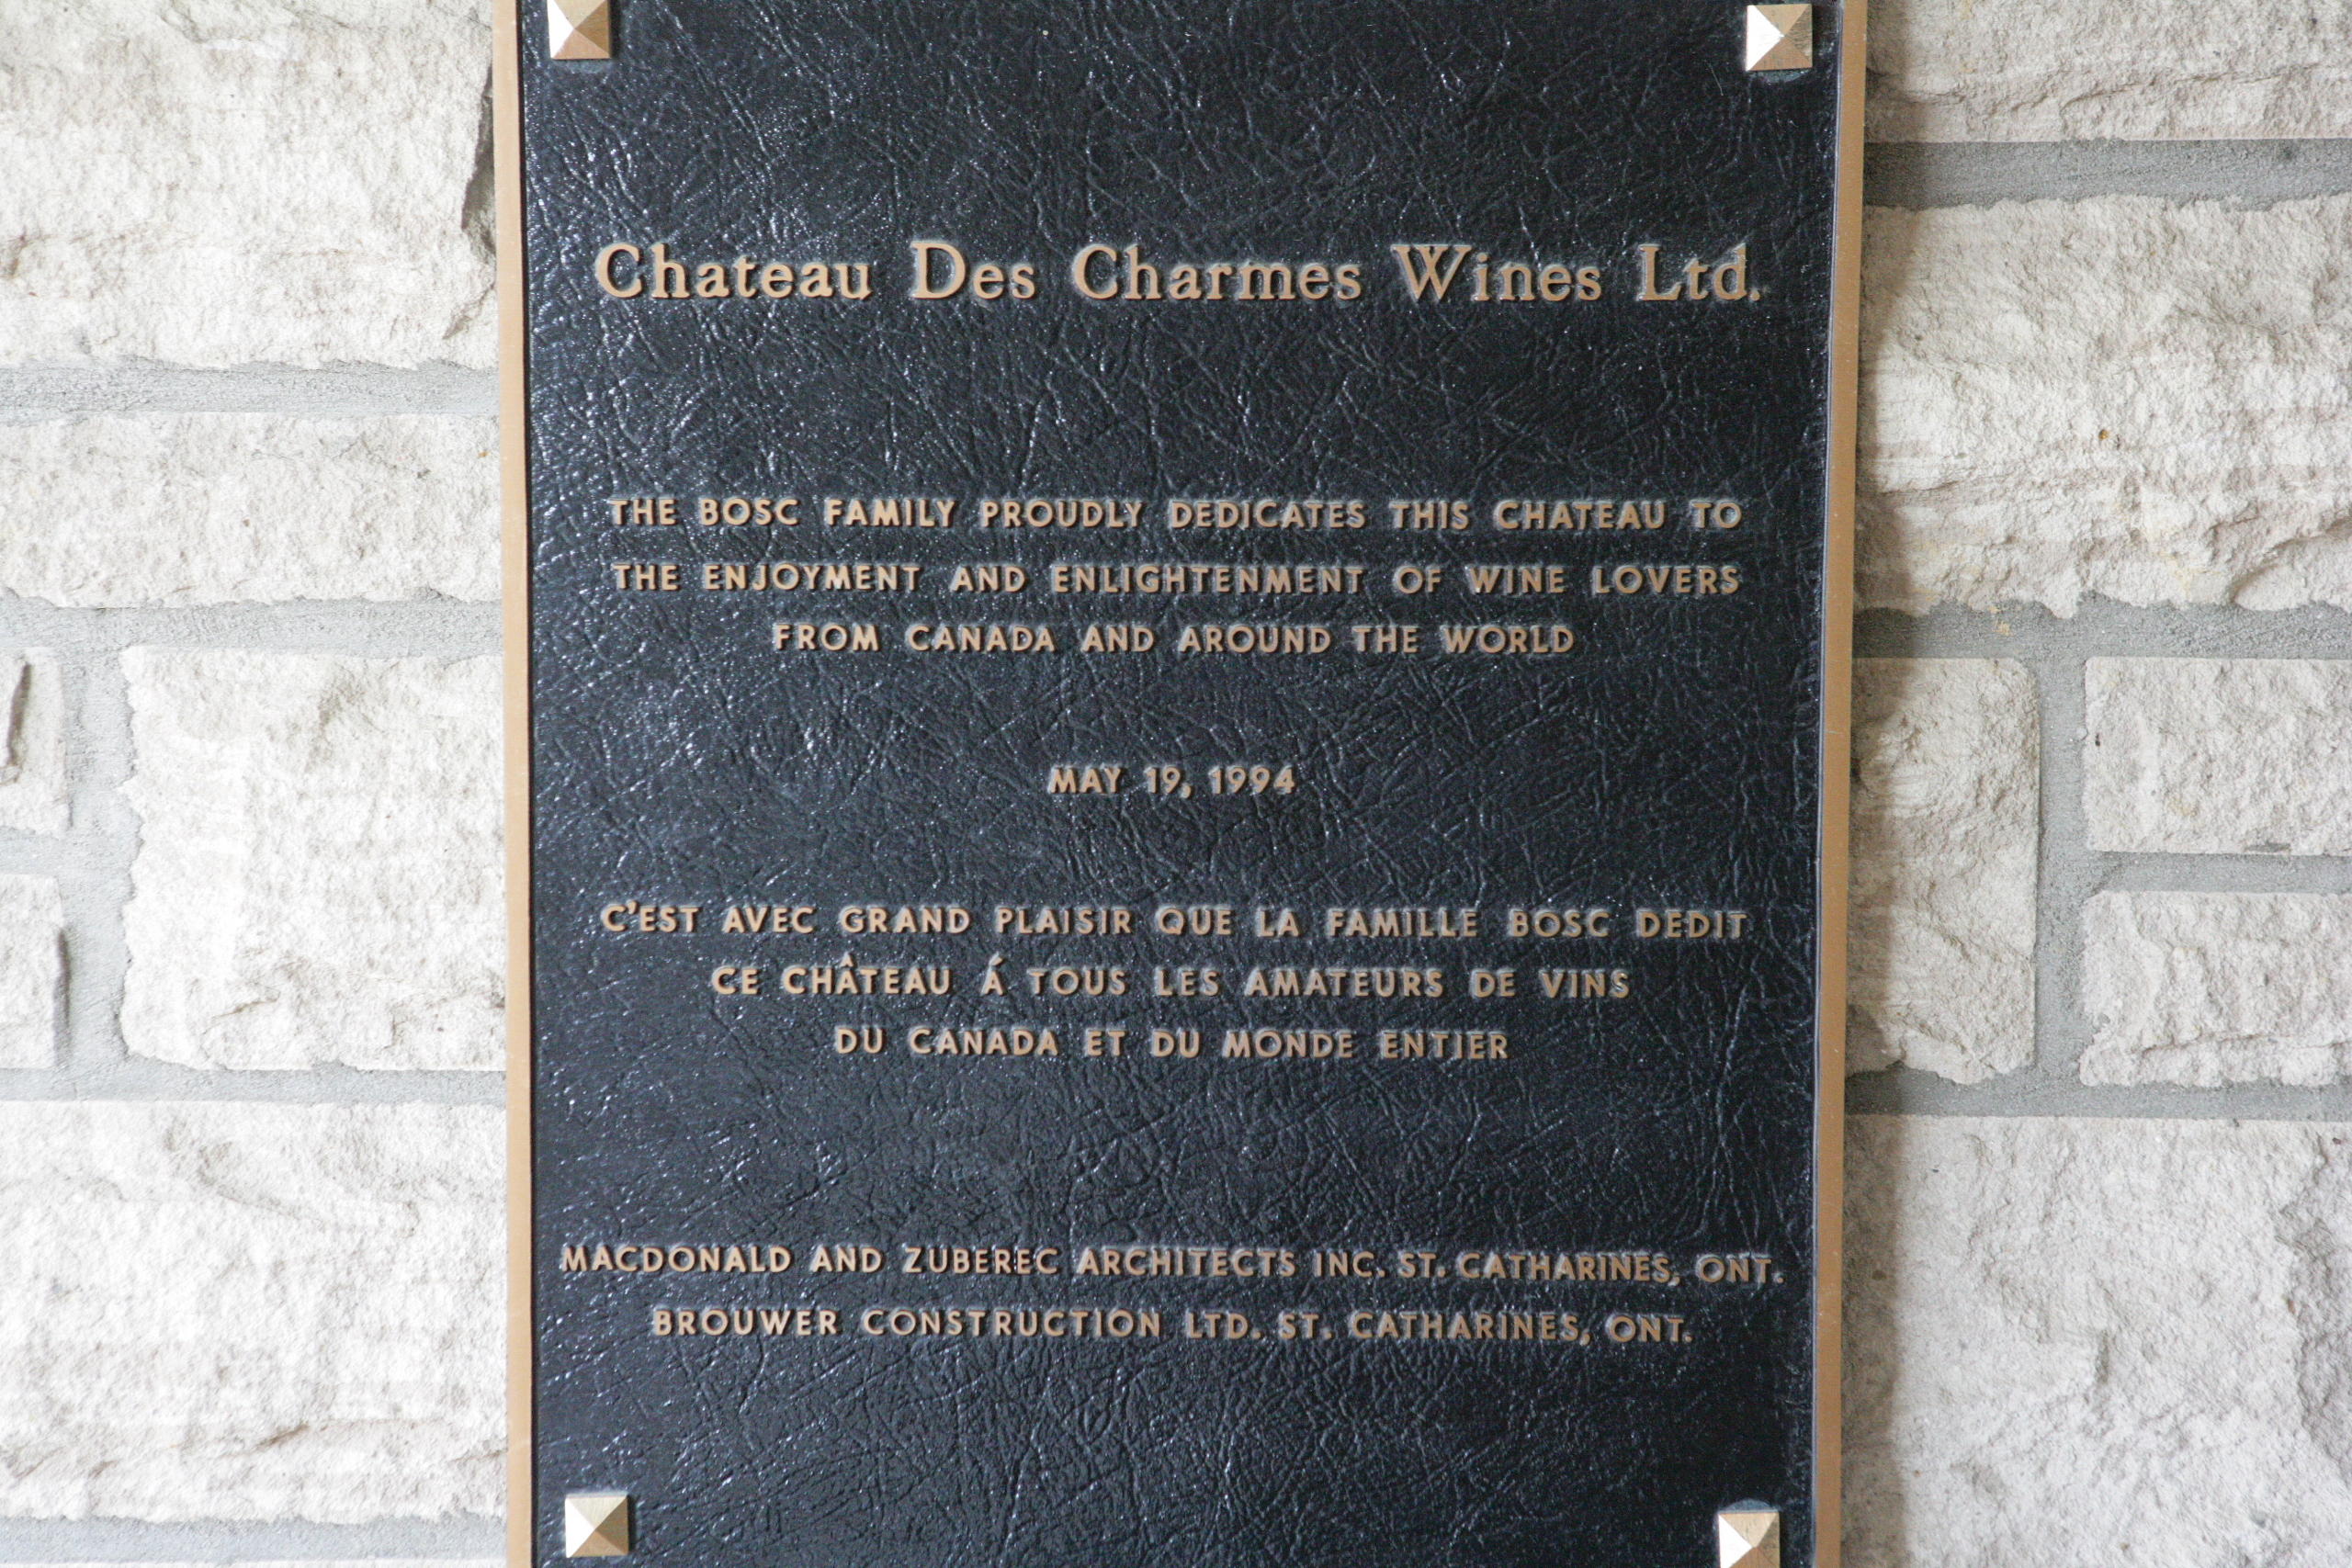 Chateau Des Charmes Wines Ltd.
THE BOSC FAMILY PROUDLY DEDICATES THIS CHATEAU TO
THE ENJOYMENT AND ENLIGHTENMENT OF WINE LOVERS
FROM CANADA AND AROUND THE WORLD
MAY 19, 1994
C'EST AVEC GRAND PLAISIR QUE LA FAMILLE BOSC DEDIT
CE CHÂTEAU Á TOUS LES AMATEURS DE VINS
DU CANADA ET DU MONDE ENTIER
MACDONALD AND ZUBEREC ARCHITECTS INC. ST. CATHARINES, ONT.
BROUWER CONSTRUCTION LTD. ST. CATHARINES, ONT.